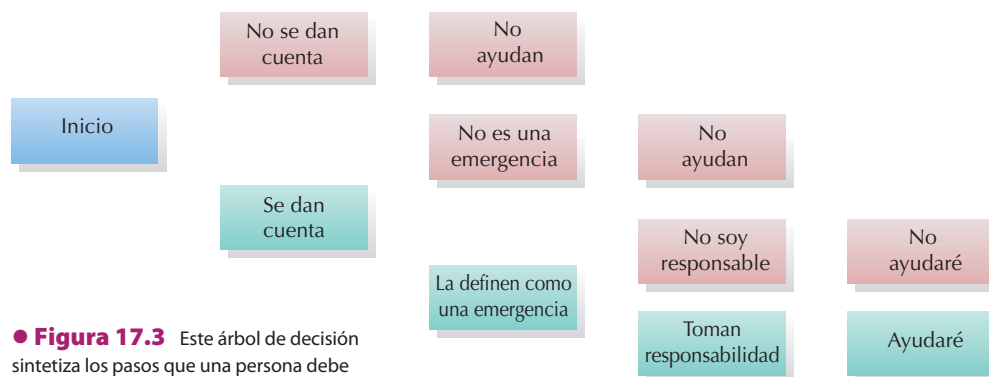 No se dan
cuenta
No
ayudan
Inicio
No es una
emergencia
No
ayudan
Se dan
cuenta
No soy
responsable
No
ayudaré
La definen como
una emergencia
Toman
responsabilidad
Ayudaré
● Figura 17.3 Este árbol de decisión
sintetiza los pasos que una persona debe